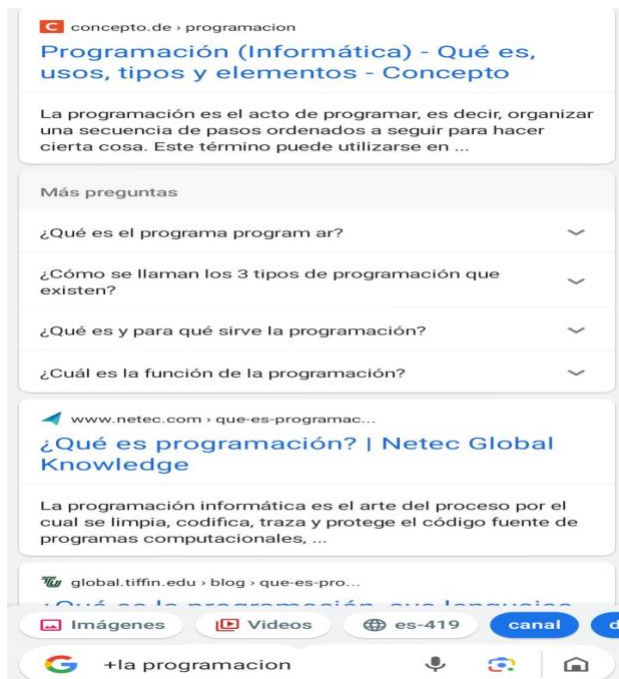 concepto.de › programacion
Programación (Informática) - Qué es,
usos, tipos y elementos - Concepto
La programación es el acto de programar, es decir, organizar
una secuencia de pasos ordenados a seguir para hacer
cierta cosa. Este término puede utilizarse en ...
Más preguntas
¿Qué es el programa program ar?
¿Cómo se llaman los 3 tipos de programación que
existen?
¿Qué es y para qué sirve la programación?
¿Cuál es la función de la programación?
www.netec.com › que-es-programac...
¿Qué es programación? | Netec Global
Knowledge
La programación informática es el arte del proceso por el
cual se limpia, codifica, traza y protege el código fuente de
programas computacionales, ...
global.tiffin.edu › blog › que-es-pro...
¿Qué es la programación, sus lenguajes
Imágenes
Videos
es-419
canal
+la programacion